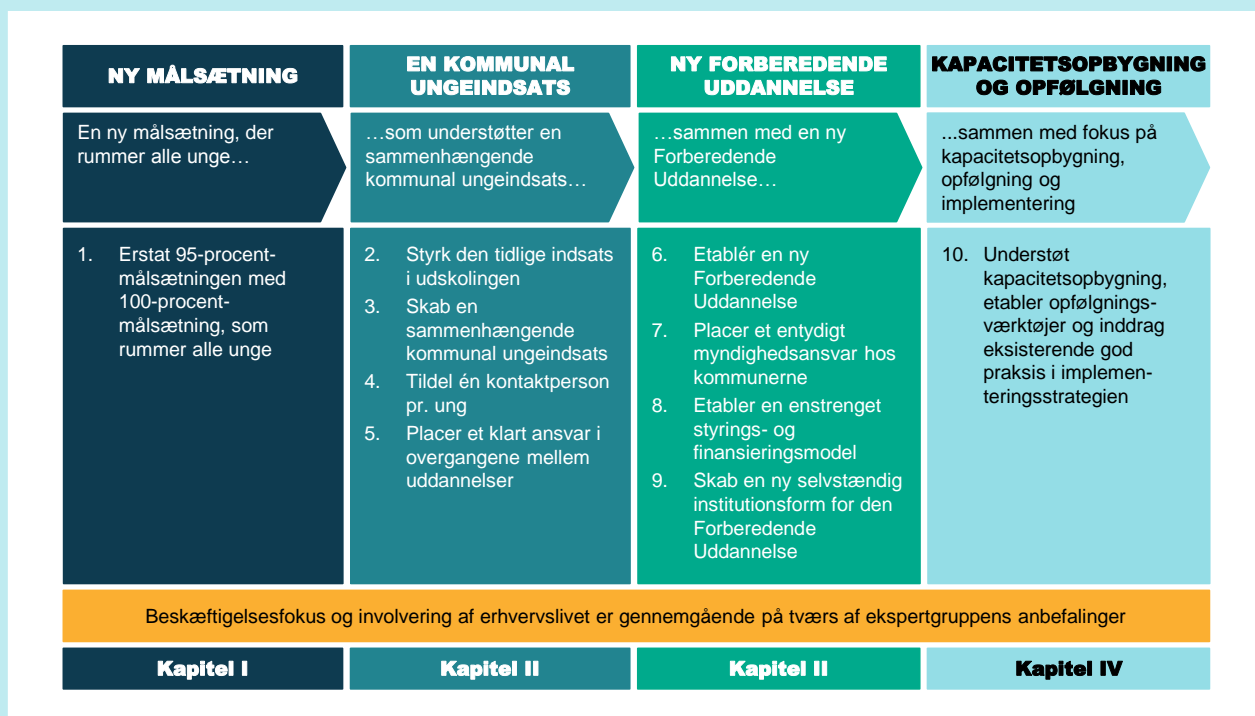 NY MÅLSÆTNING
EN KOMMUNAL
UNGEINDSATS
NY FORBEREDENDE
UDDANNELSE
KAPACITETSOPBYGNING
OG OPFØLGNING
En ny målsætning, der
rummer alle unge…
…som understøtter en
sammenhængende
kommunal ungeindsats…
…sammen med en ny
Forberedende
Uddannelse…
...sammen med fokus på
kapacitetsopbygning,
opfølgning og
implementering
1. Erstat 95-procent-
målsætningen med
100-procent-
målsætning, som
rummer alle unge
2. Styrk den tidlige indsats
i udskolingen
3. Skab en
sammenhængende
kommunal ungeindsats
4. Tildel én kontaktperson
pr. ung
5. Placer et klart ansvar i
overgangene mellem
uddannelser
6. Etablér en ny
Forberedende
Uddannelse
7. Placer et entydigt
myndighedsansvar hos
kommunerne
8. Etabler en enstrenget
styrings- og
finansieringsmodel
9. Skab en ny selvstændig
institutionsform for den
Forberedende
Uddannelse
10. Understøt
kapacitetsopbygning,
etabler opfølgnings-
værktøjer og inddrag
eksisterende god
praksis i implemen-
teringsstrategien
Beskæftigelsesfokus og involvering af erhvervslivet er gennemgående på tværs af ekspertgruppens anbefalinger
Kapitel I
Kapitel II
Kapitel II
Kapitel IV